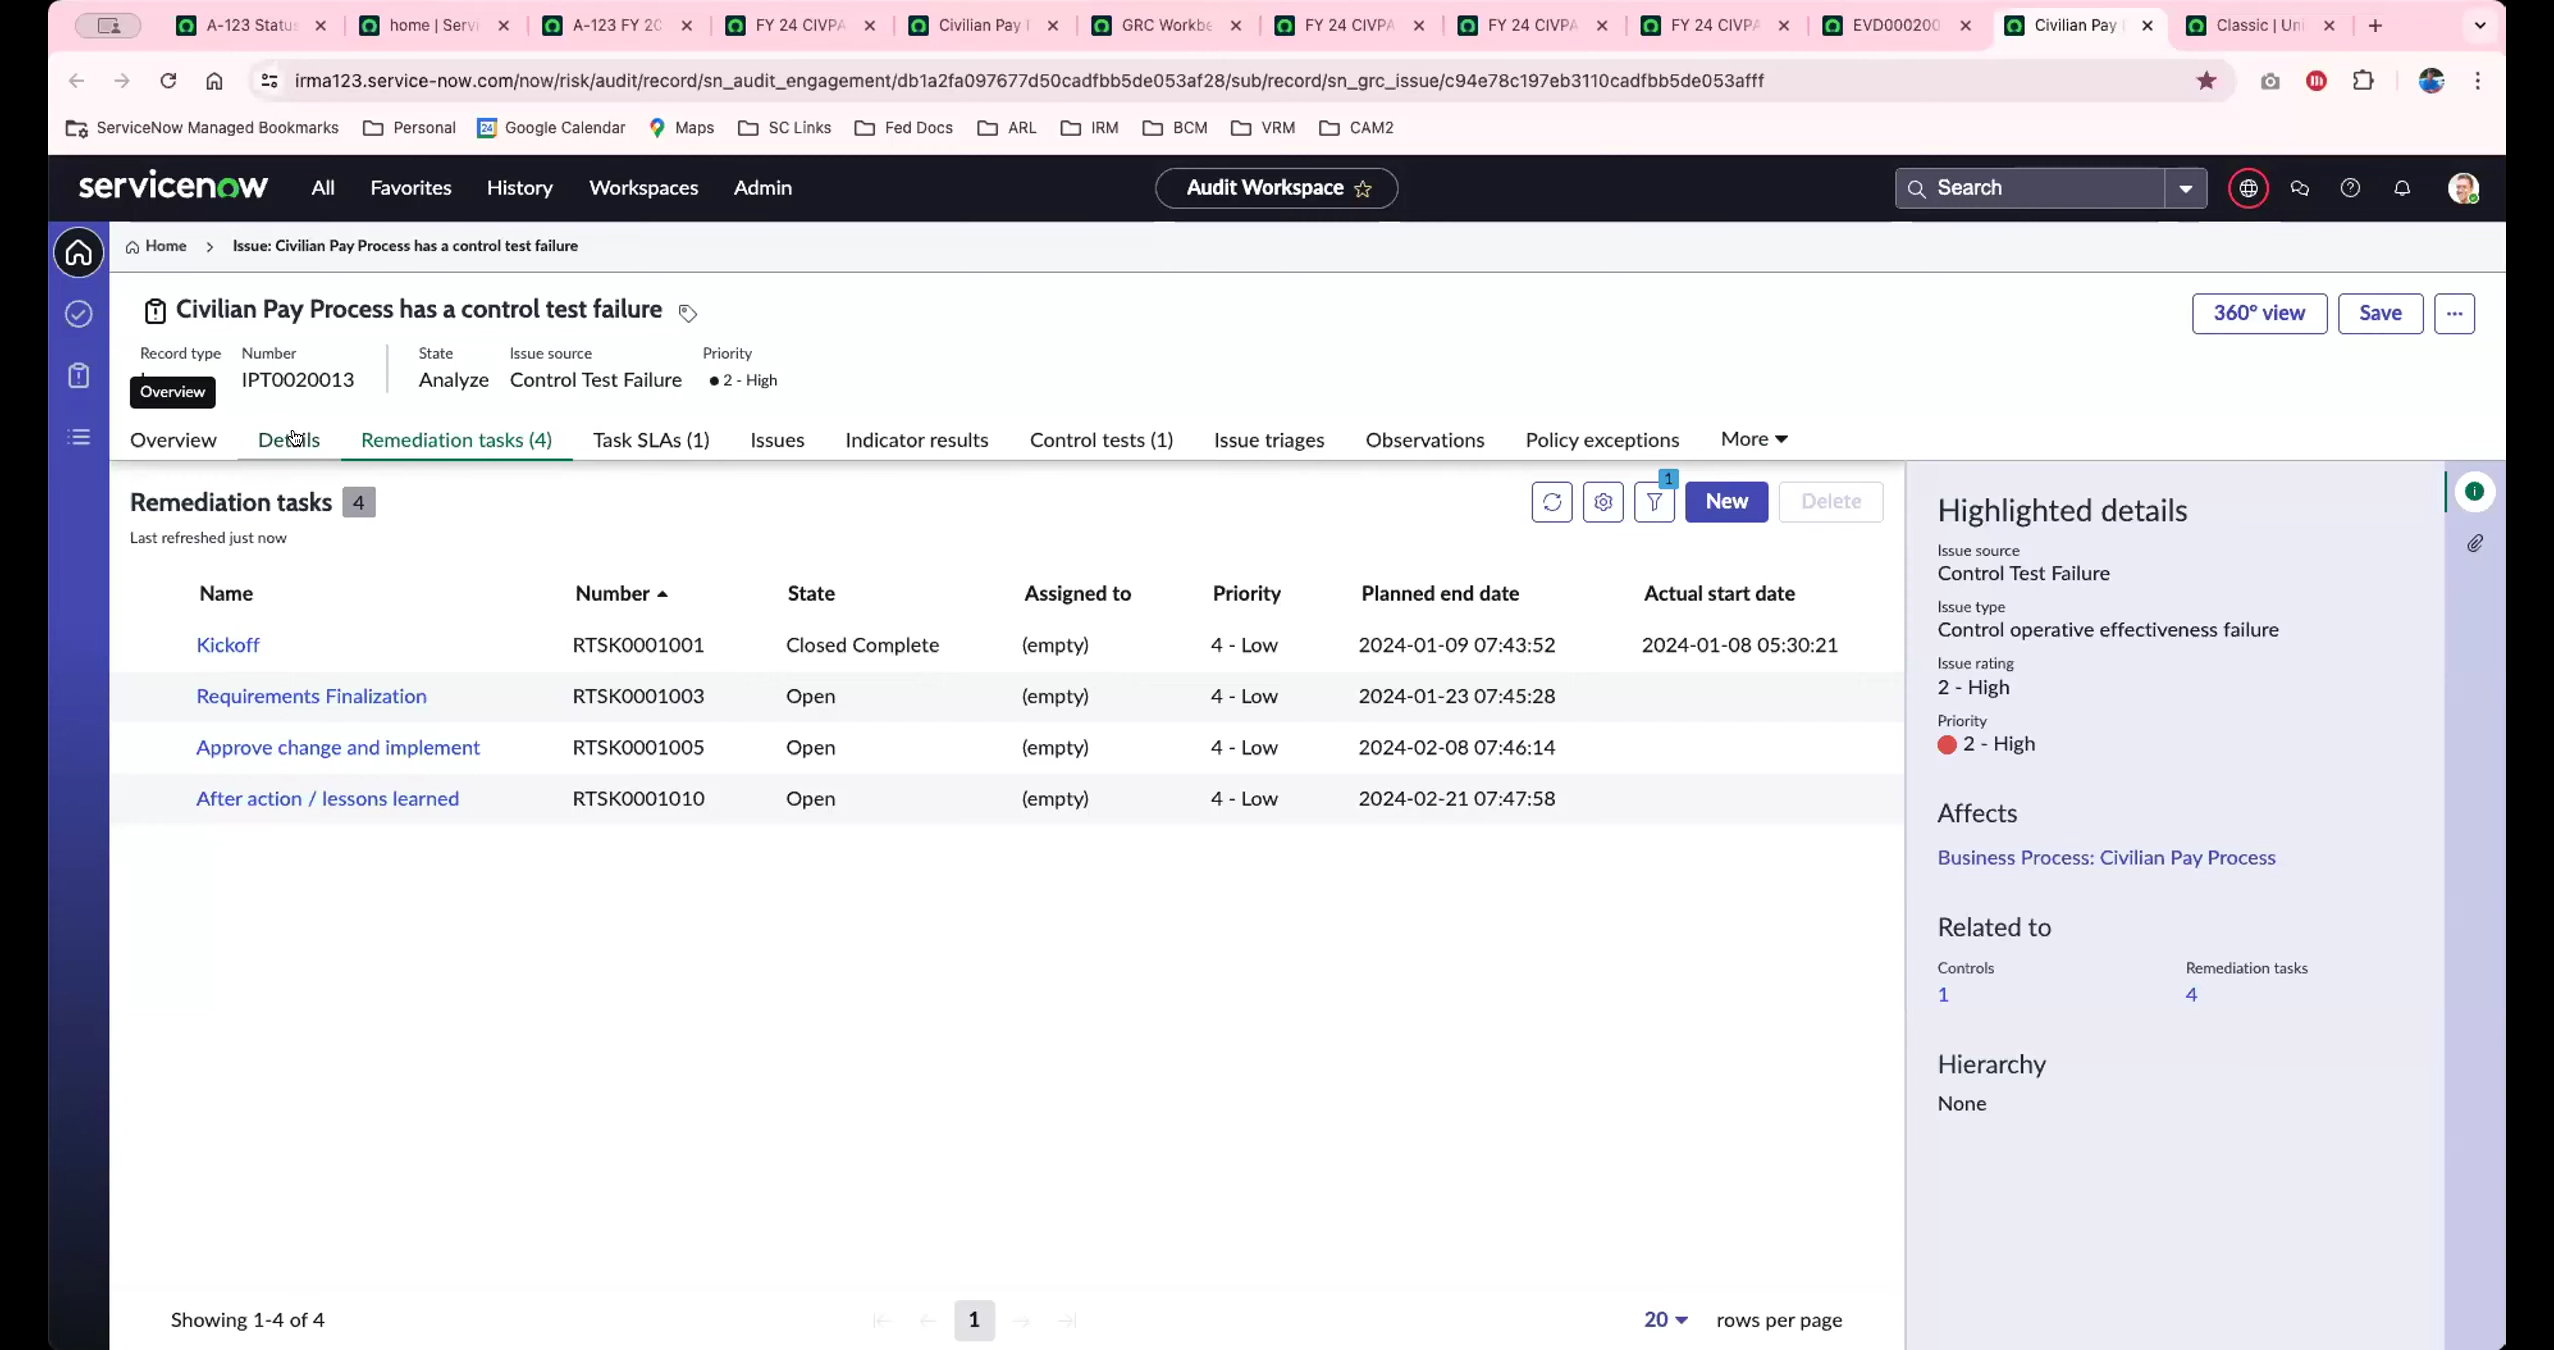 A-123 Status
home | Servi
A-123 FY 2C
FY 24 CIVPA
Civilian Pay
GRC Workbe
FY 24 CIVPA
FY 24 CIVPA
FY 24 CIVPA
EVD000200
Civilian Pay
Classic | Uni
irma123.service-now.com/now/risk/audit/record/sn_audit_engagement/db1a2fa097677d50cadfbb5de053af28/sub/record/sn_grc_issue/c94e78c197eb3110cadfbb5de053afff
ServiceNow Managed Bookmarks
Personal
24
Google Calendar
Maps
SC Links
Fed Docs
ARL
IRM
BCM
VRM
CAM2
servicenow
All
Favorites
History
Workspaces
Admin
Audit Workspace
Search
Home
Issue: Civilian Pay Process has a control test failure
Civilian Pay Process has a control test failure
360° view
Save
Record type
Number
State
Issue source
Priority
IPT0020013
Analyze
Control Test Failure
2 - High
Overview
Overview
Details
Remediation tasks (4)
Task SLAs (1)
Issues
Indicator results
Control tests (1)
Issue triages
Observations
Policy exceptions
More
Remediation tasks 4
Last refreshed just now
1
New
Delete
Name Number State Assigned to Priority Planned end date Actual start date
Kickoff RTSK0001001 Closed Complete (empty) 4 - Low 2024-01-09 07:43:52 2024-01-08 05:30:21
Requirements Finalization RTSK0001003 Open (empty) 4 - Low 2024-01-23 07:45:28
Approve change and implement RTSK0001005 Open (empty) 4 - Low 2024-02-08 07:46:14
After action / lessons learned RTSK0001010 Open (empty) 4 - Low 2024-02-21 07:47:58
Showing 1-4 of 4
1
20
rows per page
Highlighted details
Issue source
Control Test Failure
Issue type
Control operative effectiveness failure
Issue rating
2 - High
Priority
2 - High
Affects
Business Process: Civilian Pay Process
Related to
Controls
1
Remediation tasks
4
Hierarchy
None